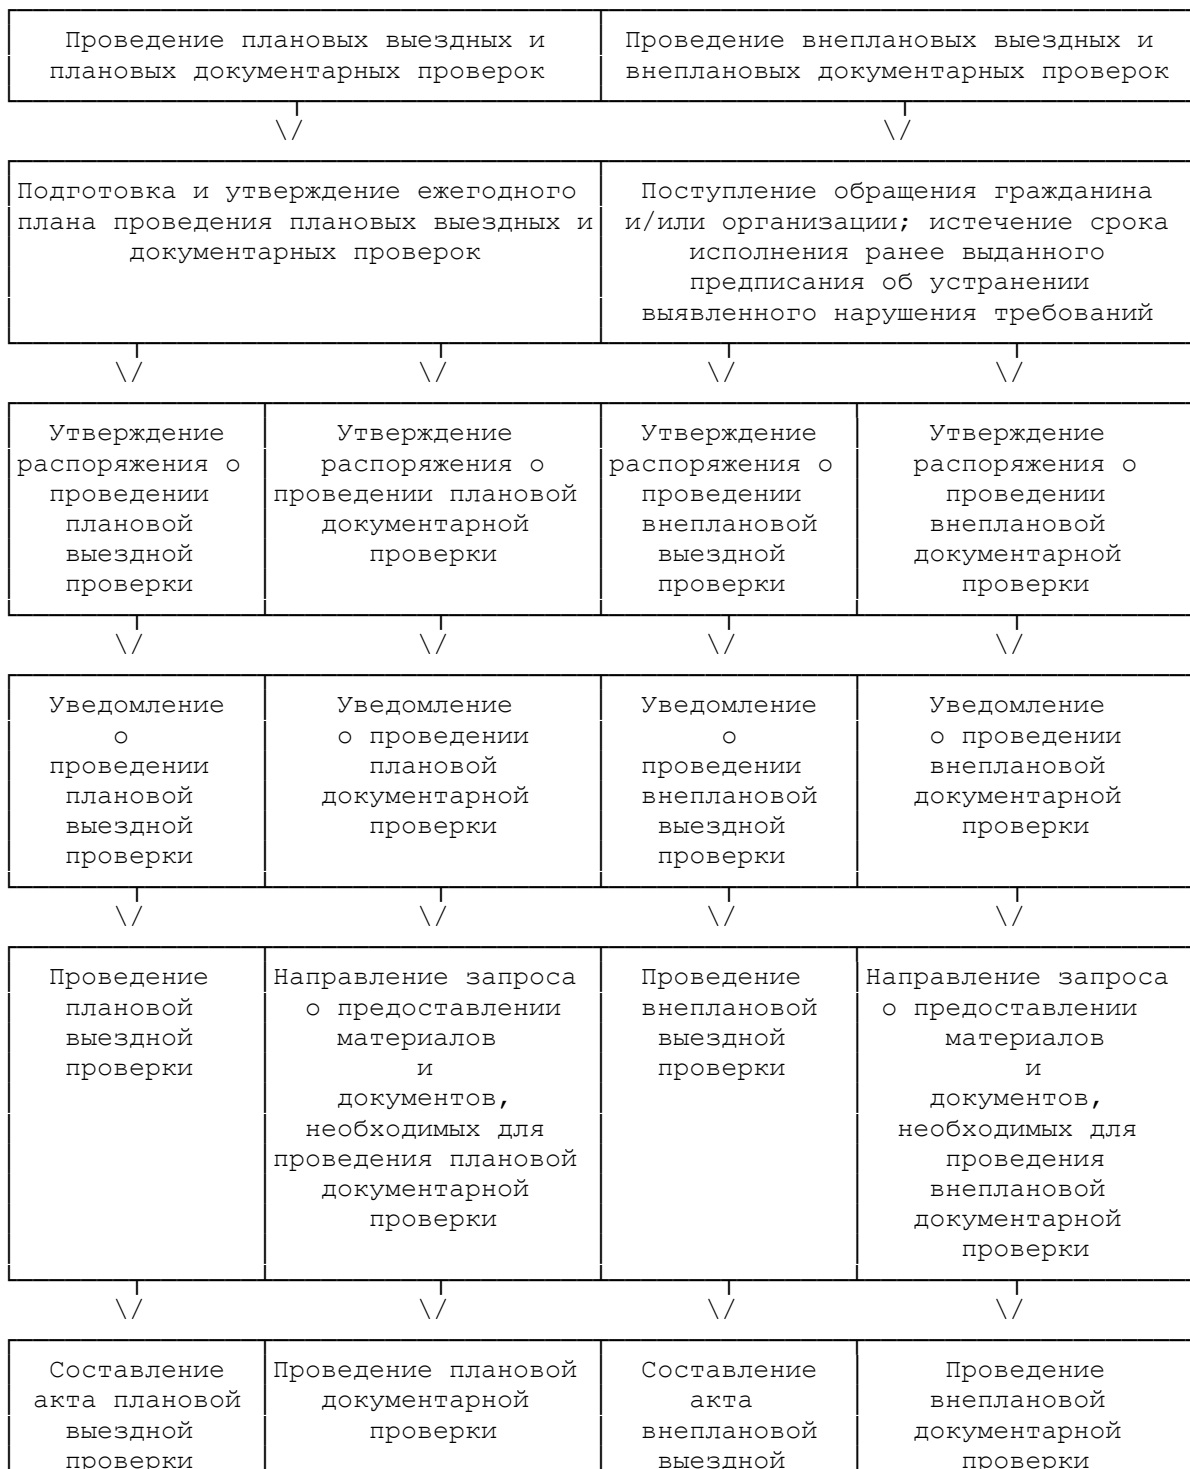 Проведение плановых выездных и
плановых документарных проверок
Проведение внеплановых выездных и
внеплановых документарных проверок
Подготовка и утверждение ежегодного
плана проведения плановых выездных и
документарных проверок
Поступление обращения гражданина
и/или организации; истечение срока
исполнения ранее выданного
предписания об устранении
выявленного нарушения требований
Утверждение
распоряжения о
проведении
плановой
выездной
проверки
Утверждение
распоряжения о
проведении плановой
документарной
проверки
Утверждение
распоряжения о
проведении
внеплановой
выездной
проверки
Утверждение
распоряжения о
проведении
внеплановой
документарной
проверки
Уведомление
о
проведении
плановой
выездной
проверки
Уведомление
о проведении
плановой
документарной
проверки
Уведомление
о
проведении
внеплановой
выездной
проверки
Уведомление
о проведении
внеплановой
документарной
проверки
Проведение
плановой
выездной
проверки
Направление запроса
о предоставлении
материалов
и
документов,
необходимых для
проведения плановой
документарной
проверки
Проведение
внеплановой
выездной
проверки
Направление запроса
о предоставлении
материалов
и
документов,
необходимых для
проведения
внеплановой
документарной
проверки
Составление
акта плановой
выездной
проверки
Проведение плановой
документарной
проверки
Составление
акта
внеплановой
выездной
Проведение
внеплановой
документарной
проверки